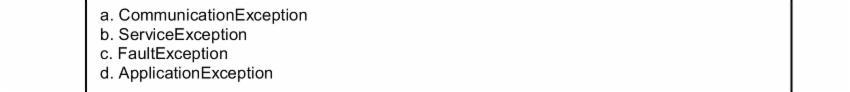 a. CommunicationException
b. ServiceException
c. FaultException
d. ApplicationException